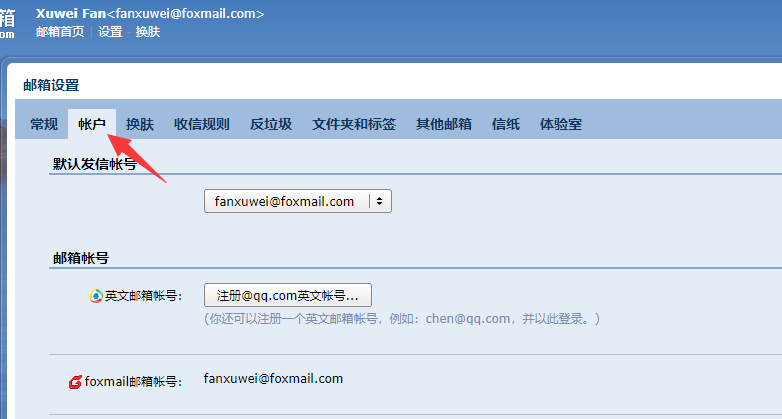 箱
om
Xuwei Fan<fanxuwei@foxmail.com>
邮箱首页 | 设置 - 换肤
邮箱设置
常规 帐户 换肤 收信规则 反垃圾 文件夹和标签 其他邮箱 信纸 体验室
默认发信帐号
fanxuwei@foxmail.com
邮箱帐号
英文邮箱帐号： 注册@qq.com英文帐号...
(你还可以注册一个英文邮箱帐号，例如：chen@qq.com，并以此登录。)
foxmail邮箱帐号： fanxuwei@foxmail.com